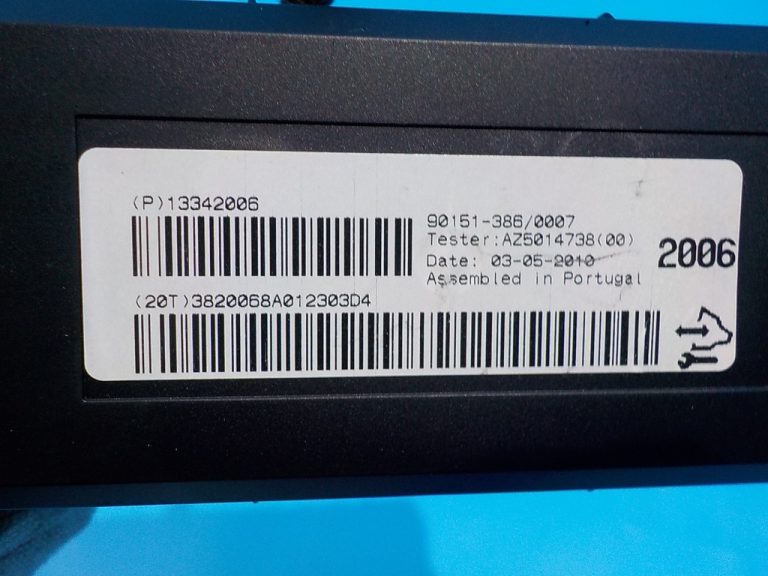 (P)13342006
90151-386/0007
Tester:AZ5014738(00)
Date: 03-05-2010
Assembled in Portugal
2006
(20T)3820068A012303D4